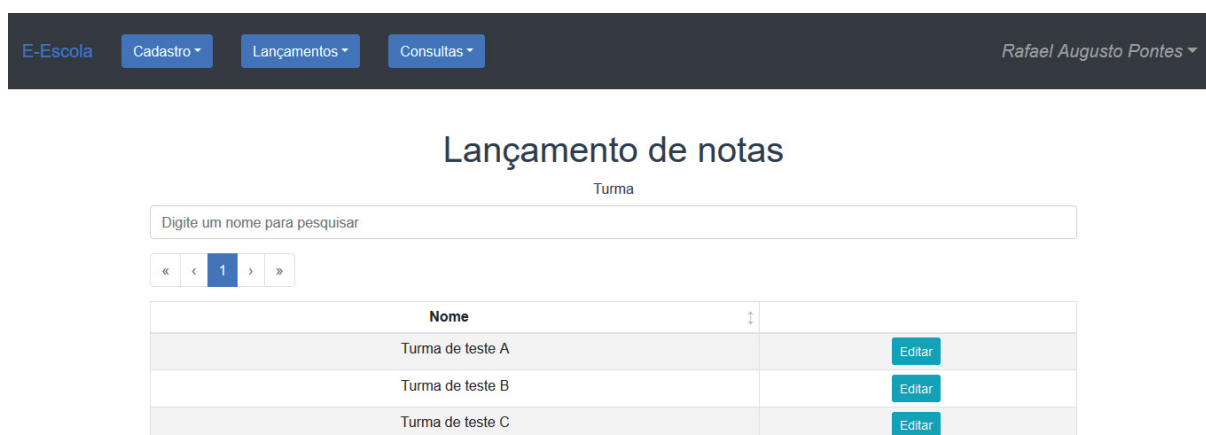 E-Escola Cadastro Lançamentos Consultas Rafael Augusto Pontes
Lançamento de notas
Turma
Digite um nome para pesquisar
« ‹ 1 › »
Nome
Turma de teste A Editar
Turma de teste B Editar
Turma de teste C Editar